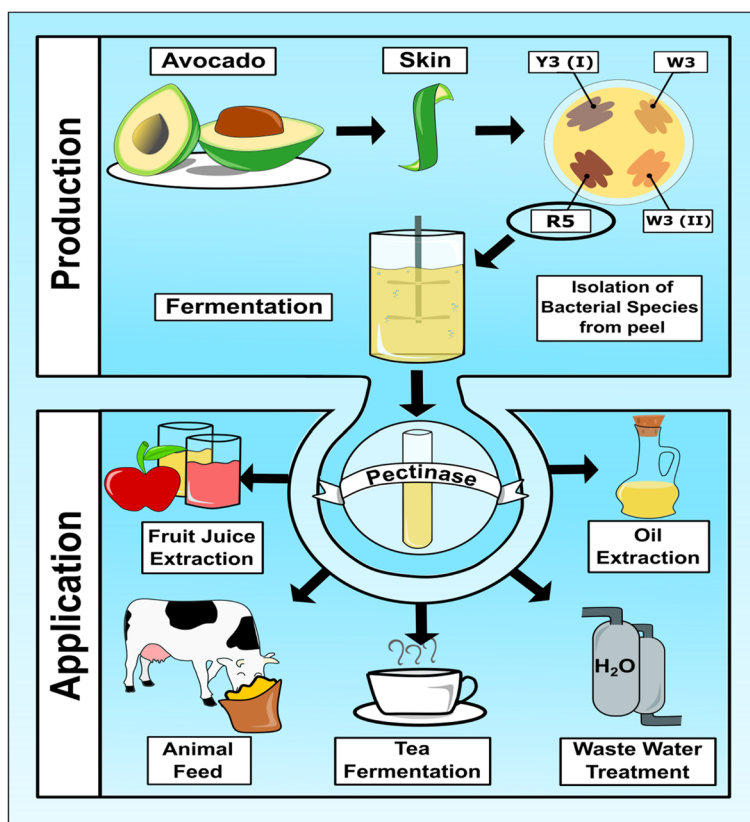 Production
Avocado
Skin
Y3 (I)
W3
R5
W3 (II)
Fermentation
Isolation of
Bacterial Species
from peel
Application
Pectinase
Fruit Juice
Extraction
Oil
Extraction
H₂O
Animal
Feed
Tea
Fermentation
Waste Water
Treatment